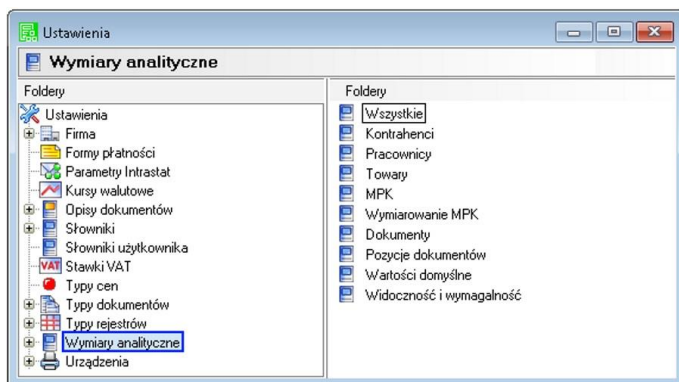 Ustawienia
Wymiary analityczne
Foldery
Ustawienia
Firma
Formy płatności
Parametry Intrastat
Kursy walutowe
Opisy dokumentów
Słowniki
Słowniki użytkownika
VAT Stawki VAT
Typy cen
Typy dokumentów
Typy rejestrów
Wymiary analityczne
Urządzenia
Foldery
Wszystkie
Kontrahenci
Pracownicy
Towary
MPK
Wymiarowanie MPK
Dokumenty
Pozycje dokumentów
Wartości domyślne
Widoczność i wymagalność